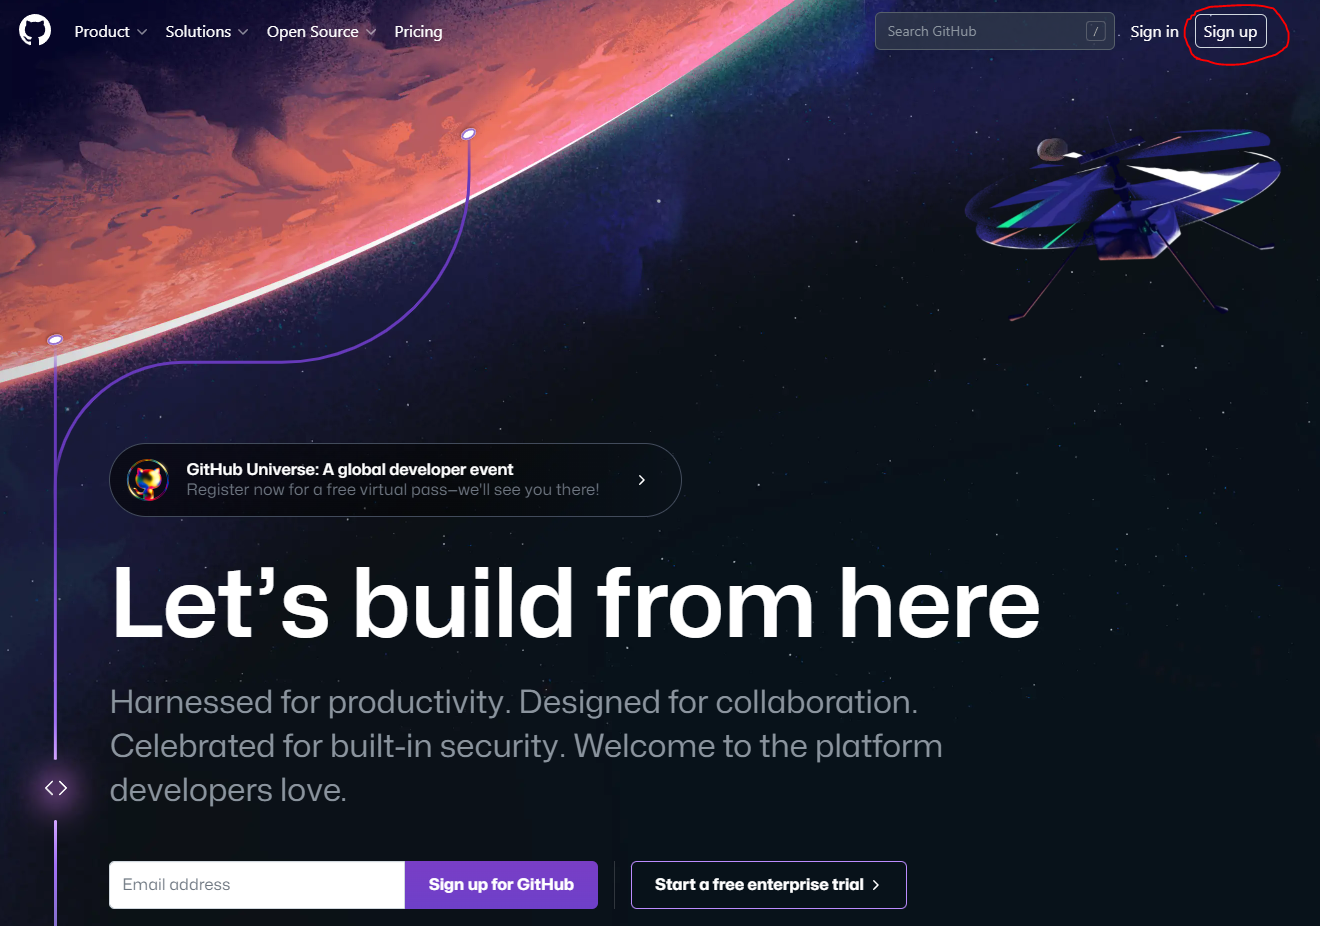 Product Solutions Open Source Pricing Search GitHub / Sign in Sign up
GitHub Universe: A global developer event
Register now for a free virtual pass—we'll see you there!
Let’s build from here
Harnessed for productivity. Designed for collaboration.
Celebrated for built-in security. Welcome to the platform
developers love.
Email address Sign up for GitHub Start a free enterprise trial